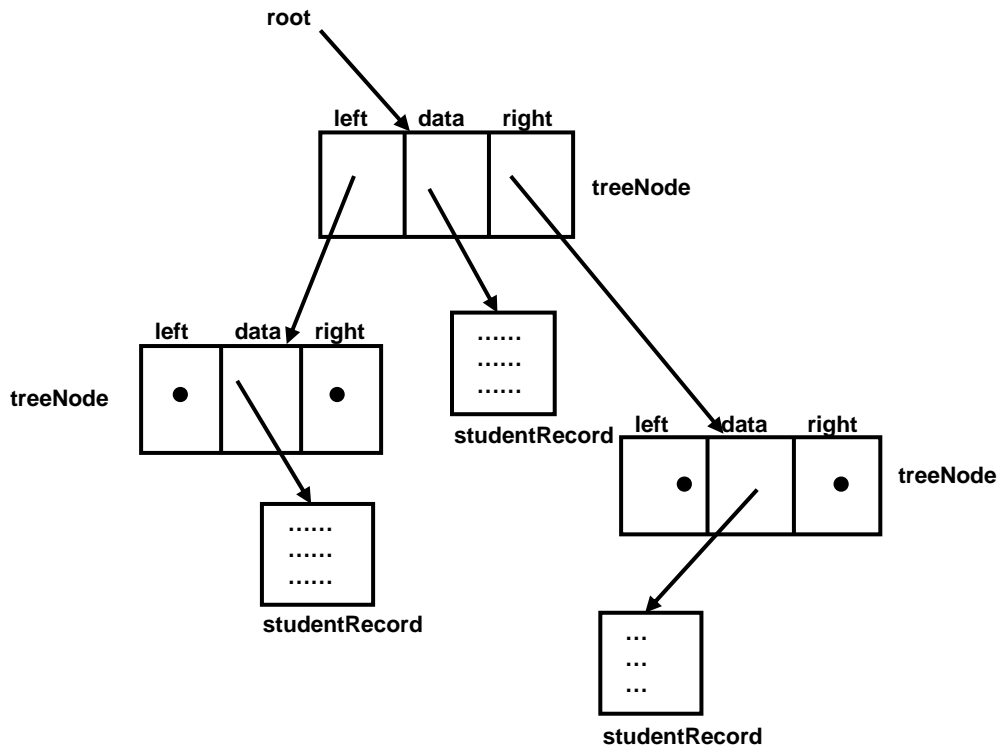 root
left data right
treeNode
......
......
......
studentRecord
left data right
treeNode
......
......
......
studentRecord
left data right
treeNode
...
...
...
studentRecord